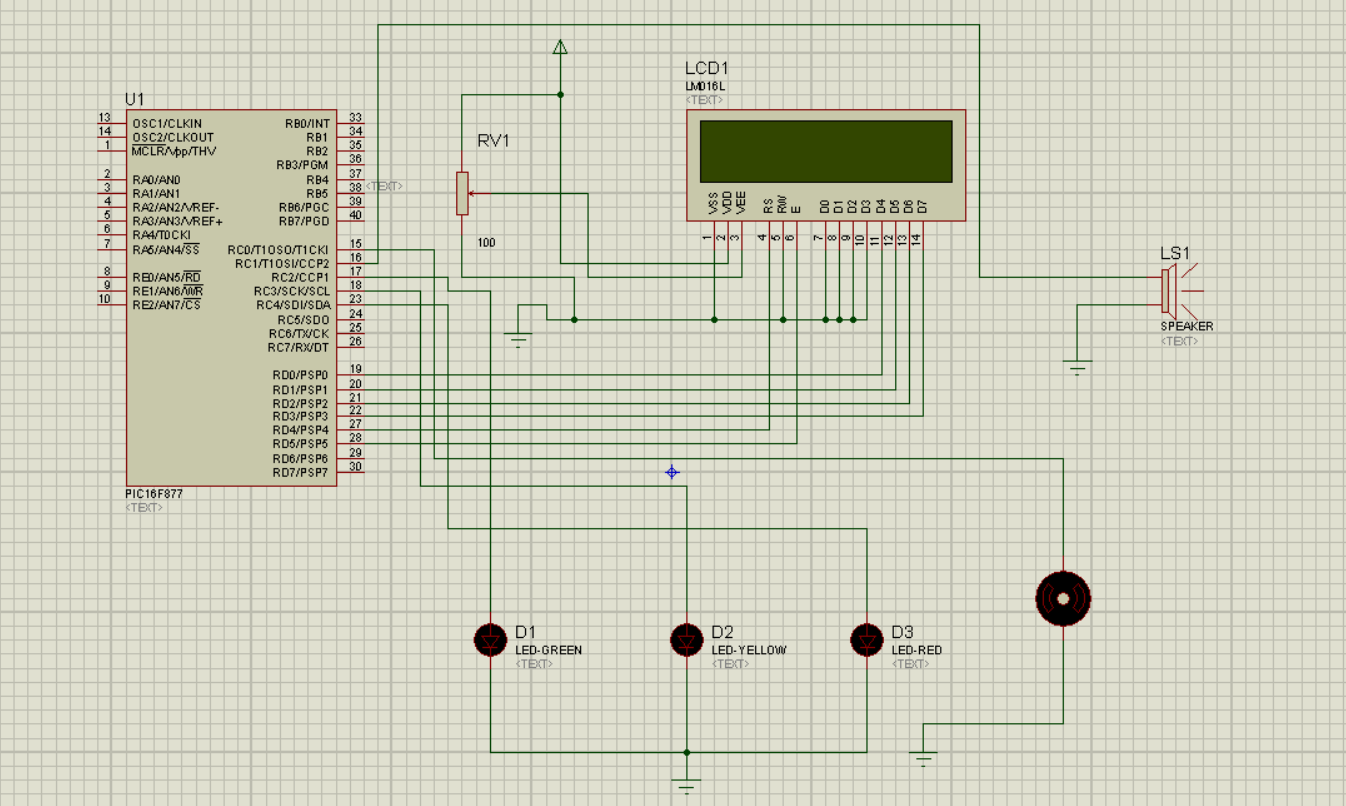 U1
13 OSC1/CLKIN RB0/INT 33
14 OSC2/CLKOUT RB1 34
1 MCLR/Vpp/THV RB2 35
RB3/PGM 36
2 RA0/AN0 RB4 37
3 RA1/AN1 RB5 38
4 RA2/AN2/VREF- RB6/PGC 39
5 RA3/AN3/VREF+ RB7/PGD 40
6 RA4/T0CKI
7 RA5/AN4/SS RC0/T1OSO/T1CKI 15
RC1/T1OSI/CCP2 16
8 RE0/AN5/RD RC2/CCP1 17
9 RE1/AN6/WR RC3/SCK/SCL 18
10 RE2/AN7/CS RC4/SDI/SDA 23
RC5/SDO 24
RC6/TX/CK 25
RC7/RX/DT 26
RD0/PSP0 19
RD1/PSP1 20
RD2/PSP2 21
RD3/PSP3 22
RD4/PSP4 27
RD5/PSP5 28
RD6/PSP6 29
RD7/PSP7 30
PIC16F877
<TEXT>
<TEXT>
RV1
100
LCD1
LM016L
<TEXT>
VSS VDD VEE RS RW E D0 D1 D2 D3 D4 D5 D6 D7
1 2 3 4 5 6 7 8 9 10 11 12 13 14
LS1
SPEAKER
<TEXT>
D1
LED-GREEN
<TEXT>
D2
LED-YELLOW
<TEXT>
D3
LED-RED
<TEXT>